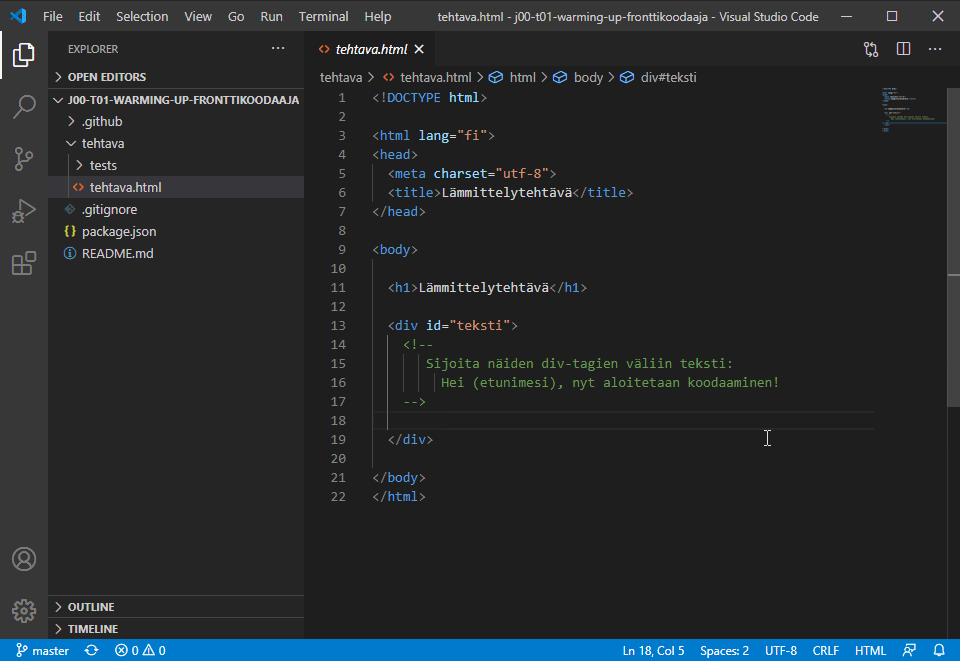 File Edit Selection View Go Run Terminal Help tehtava.html - j00-t01-warming-up-fronttikoodaaja - Visual Studio Code
EXPLORER
OPEN EDITORS
J00-T01-WARMING-UP-FRONTTIKOODAAJA
.github
tehtava
tests
tehtava.html
.gitignore
package.json
README.md
OUTLINE
TIMELINE
tehtava.html
tehtava > tehtava.html > html > body > div#teksti
1 <!DOCTYPE html>
2
3 <html lang="fi">
4 <head>
5 <meta charset="utf-8">
6 <title>Lämmittelytehtävä</title>
7 </head>
8
9 <body>
10
11 <h1>Lämmittelytehtävä</h1>
12
13 <div id="teksti">
14 <!--
15 Sijoita näiden div-tagien väliin teksti:
16 Hei (etunimesi), nyt aloitetaan koodaaminen!
17 -->
18
19 </div>
20
21 </body>
22 </html>
master 0 0 Ln 18, Col 5 Spaces: 2 UTF-8 CRLF HTML